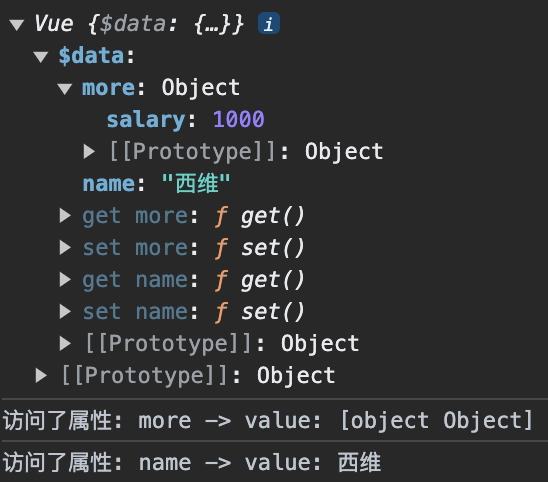 Vue {$data: {…}} i
$data:
more: Object
salary: 1000
[[Prototype]]: Object
name: "西维"
get more: ƒ get()
set more: ƒ set()
get name: ƒ get()
set name: ƒ set()
[[Prototype]]: Object
[[Prototype]]: Object
访问了属性: more -> value: [object Object]
访问了属性: name -> value: 西维